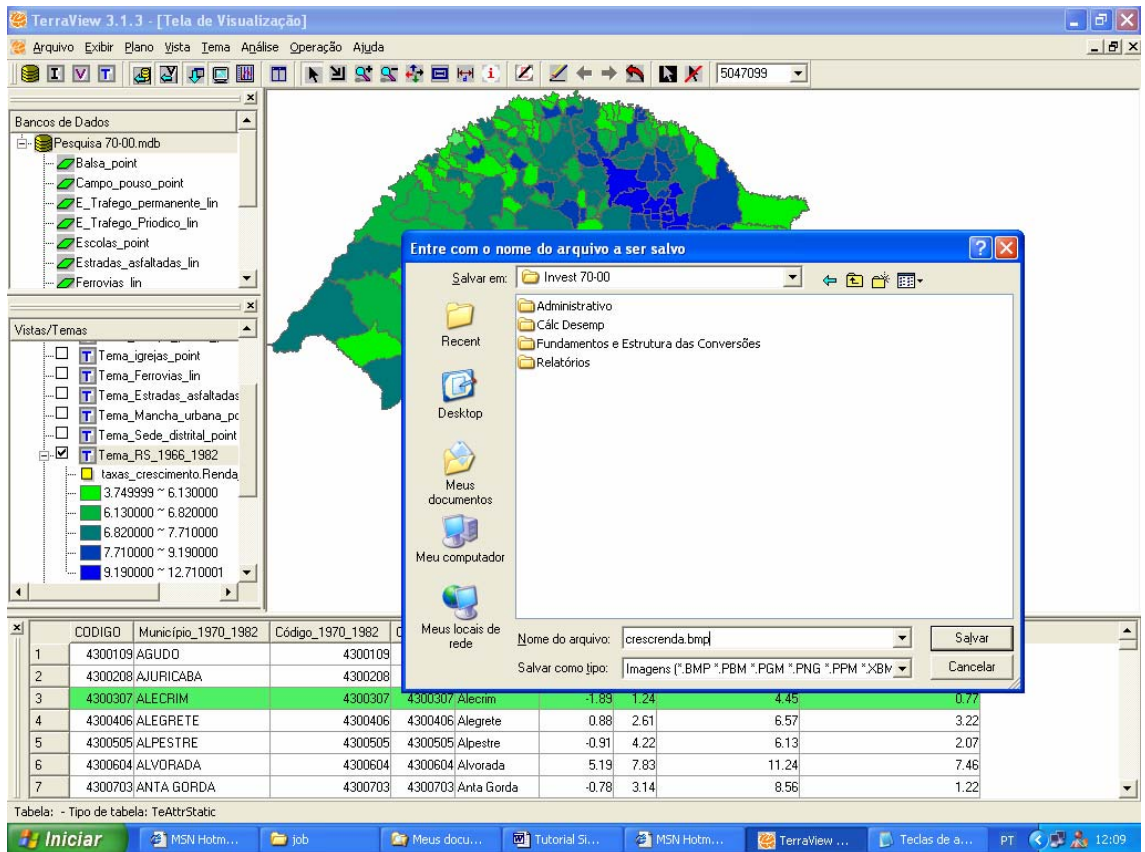 TerraView 3.1.3 - [Tela de Visualização]
Arquivo Exibir Plano Vista Tema Análise Operação Ajuda
5047099
Bancos de Dados
Pesquisa 70-00.mdb
Balsa_point
Campo_pouso_point
E_Trafego_permanente_lin
E_Trafego_Priodico_lin
Escolas_point
Estradas_asfaltadas_lin
Ferrovias_lin
Vistas/Temas
Tema_igrejas_point
Tema_Ferrovias_lin
Tema_Estradas_asfaltadas
Tema_Mancha_urbana_po
Tema_Sede_distrital_point
Tema_RS_1966_1982
taxas_crescimento.Renda_
3.749999 ~ 6.130000
6.130000 ~ 6.820000
6.820000 ~ 7.710000
7.710000 ~ 9.190000
9.190000 ~ 12.710001
Entre com o nome do arquivo a ser salvo
Salvar em: Invest 70-00
Recent
Desktop
Meus documentos
Meu computador
Meus locais de rede
Administrativo
Cálc Desemp
Fundamentos e Estrutura das Conversões
Relatórios
Nome do arquivo: crescrenda.bmp Salvar
Salvar como tipo: Imagens (*.BMP *.PBM *.PGM *.PNG *.PPM *.XBM Cancelar
CODIGO Município_1970_1982 Código_1970_1982
1 4300109 AGUDO 4300109
2 4300208 AJURICABA 4300208
3 4300307 ALECRIM 4300307 4300307 Alecrim -1.89 1.24 4.45 0.77
4 4300406 ALEGRETE 4300406 4300406 Alegrete 0.88 2.61 6.57 3.22
5 4300505 ALPESTRE 4300505 4300505 Alpestre -0.91 4.22 6.13 2.07
6 4300604 ALVORADA 4300604 4300604 Alvorada 5.19 7.83 11.24 7.46
7 4300703 ANTA GORDA 4300703 4300703 Anta Gorda -0.78 3.14 8.56 1.22
Tabela: - Tipo de tabela: TeAttrStatic
Iniciar MSN Hotm... job Meus docu... Tutorial Si... MSN Hotm... TerraView ... Teclas de a... PT 12:09